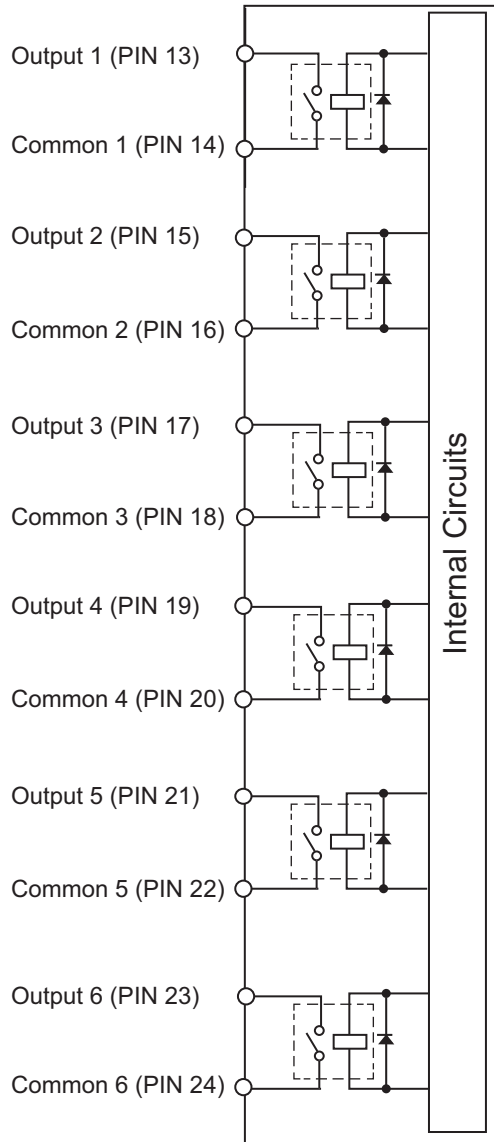 Output 1 (PIN 13)
Common 1 (PIN 14)
Output 2 (PIN 15)
Common 2 (PIN 16)
Output 3 (PIN 17)
Common 3 (PIN 18)
Output 4 (PIN 19)
Common 4 (PIN 20)
Output 5 (PIN 21)
Common 5 (PIN 22)
Output 6 (PIN 23)
Common 6 (PIN 24)
Internal Circuits